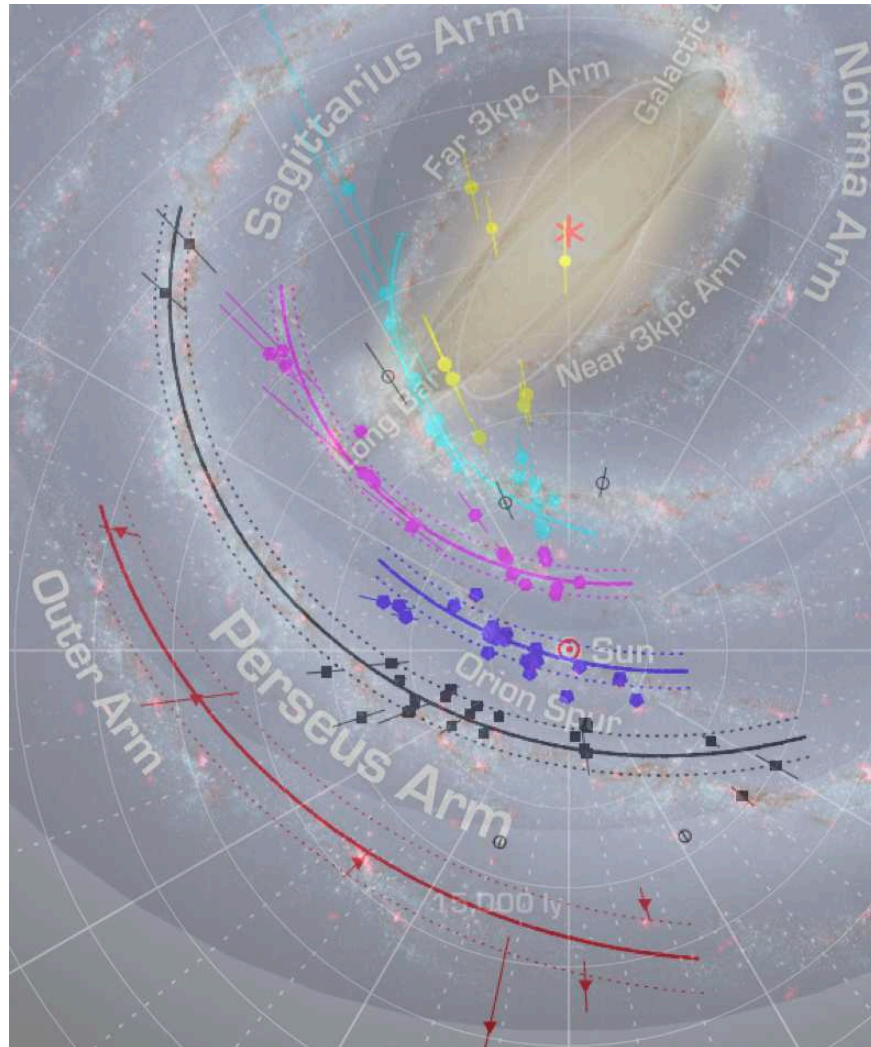 Sagittarius Arm
Far 3kpc Arm
Galactic
Norma Arm
Near 3kpc Arm
Long Bar
Sun
Orion Spur
Outer Arm
Perseus Arm
15,000 ly